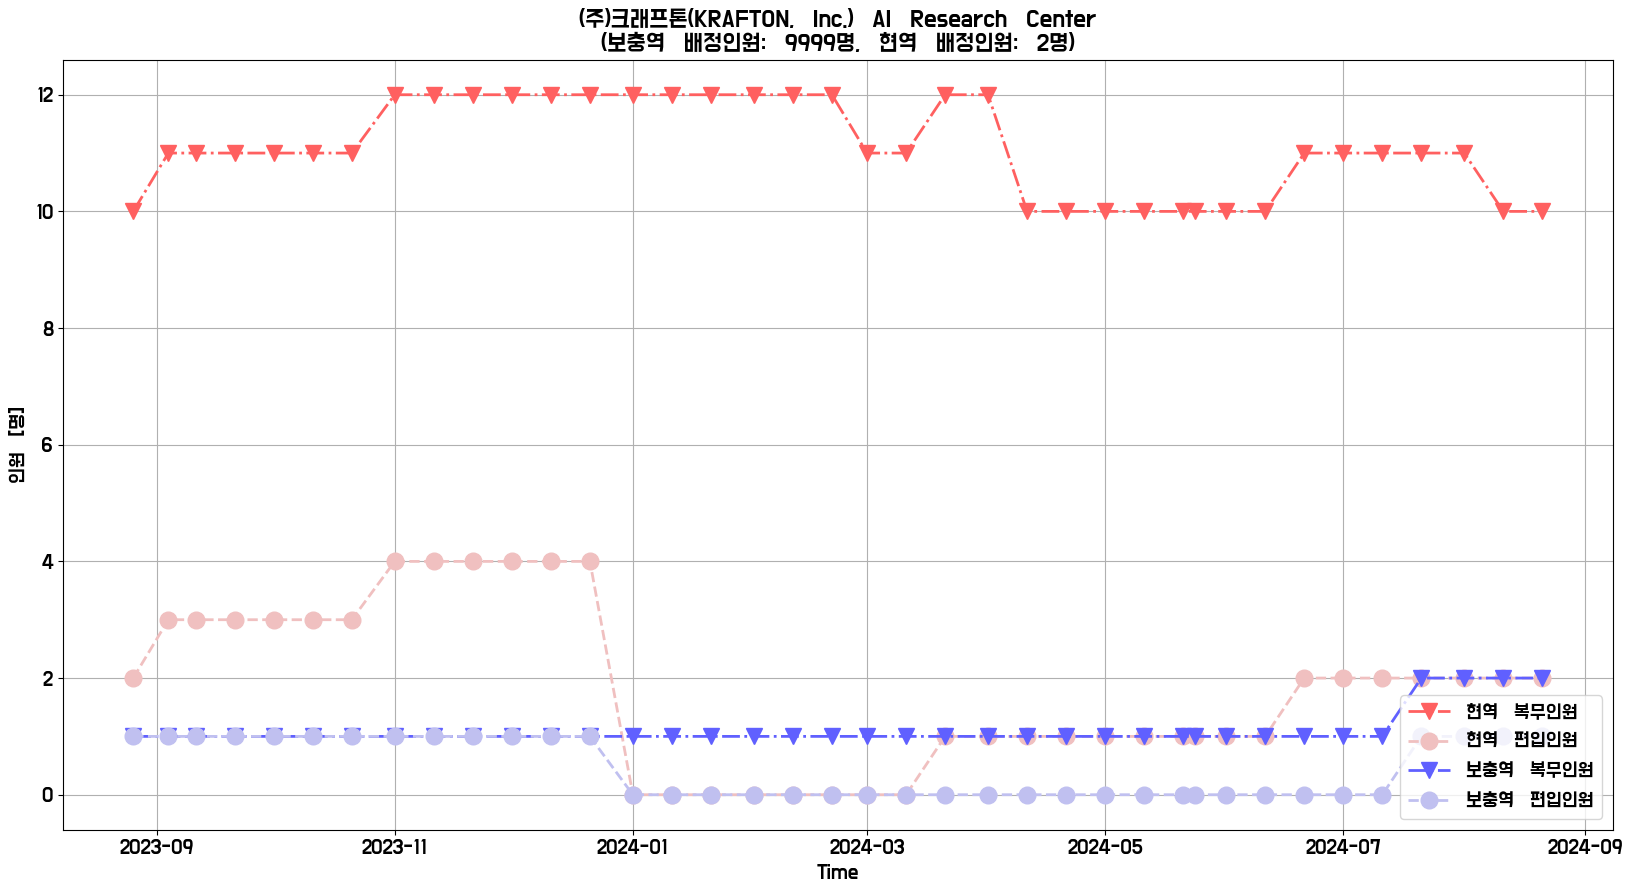 (주)크래프톤(KRAFTON, Inc.) AI Research Center
(보충역 배정인원: 9999명, 현역 배정인원: 2명)
12
10
8
6
4
2
0
인원 [명]
2023-09
2023-11
2024-01
2024-03
2024-05
2024-07
2024-09
Time
현역 복무인원
현역 편입인원
보충역 복무인원
보충역 편입인원